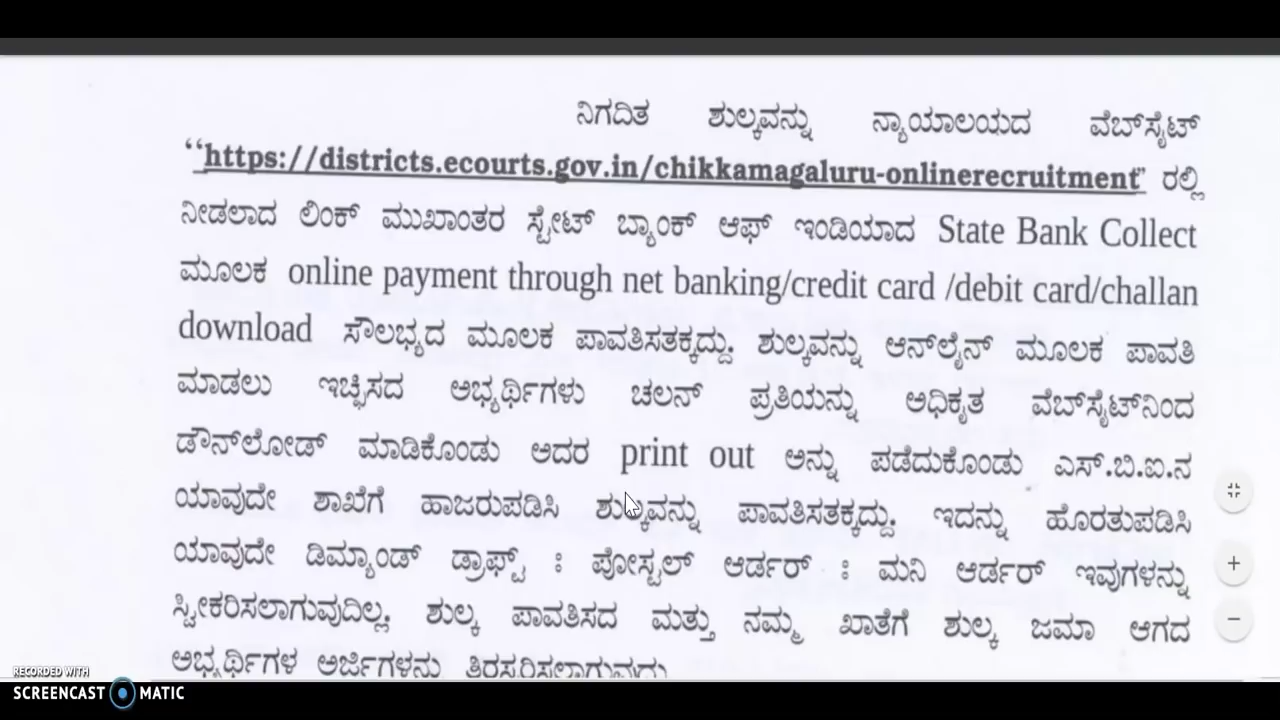 ನಿಗದಿತ ಶುಲ್ಕವನ್ನು ನ್ಯಾಯಾಲಯದ ವೆಬ್‌ಸೈಟ್
“https://districts.ecourts.gov.in/chikkamagaluru-onlinerecruitment” ರಲ್ಲಿ
ನೀಡಲಾದ ಲಿಂಕ್ ಮುಖಾಂತರ ಸ್ಟೇಟ್ ಬ್ಯಾಂಕ್ ಆಫ್ ಇಂಡಿಯಾದ State Bank Collect
ಮೂಲಕ online payment through net banking/credit card /debit card/challan
download ಸೌಲಭ್ಯದ ಮೂಲಕ ಪಾವತಿಸತಕ್ಕದ್ದು. ಶುಲ್ಕವನ್ನು ಆನ್‌ಲೈನ್ ಮೂಲಕ ಪಾವತಿ
ಮಾಡಲು ಇಚ್ಛಿಸದ ಅಭ್ಯರ್ಥಿಗಳು ಚಲನ್ ಪ್ರತಿಯನ್ನು ಅಧಿಕೃತ ವೆಬ್‌ಸೈಟ್‌ನಿಂದ
ಡೌನ್‌ಲೋಡ್ ಮಾಡಿಕೊಂಡು ಅದರ print out ಅನ್ನು ಪಡೆದುಕೊಂಡು ಎಸ್.ಬಿ.ಐ.ನ
ಯಾವುದೇ ಶಾಖೆಗೆ ಹಾಜರುಪಡಿಸಿ ಶುಲ್ಕವನ್ನು ಪಾವತಿಸತಕ್ಕದ್ದು. ಇದನ್ನು ಹೊರತುಪಡಿಸಿ
ಯಾವುದೇ ಡಿಮ್ಯಾಂಡ್ ಡ್ರಾಫ್ಟ್ : ಪೋಸ್ಟಲ್ ಆರ್ಡರ್ : ಮನಿ ಆರ್ಡರ್ ಇವುಗಳನ್ನು
ಸ್ವೀಕರಿಸಲಾಗುವುದಿಲ್ಲ. ಶುಲ್ಕ ಪಾವತಿಸದ ಮತ್ತು ನಮ್ಮ ಖಾತೆಗೆ ಶುಲ್ಕ ಜಮಾ ಆಗದ
ಅಭ್ಯರ್ಥಿಗಳ ಅರ್ಜಿಗಳನ್ನು ತಿರಸ್ಕರಿಸಲಾಗುವುದು
RECORDED WITH
SCREENCAST MATIC